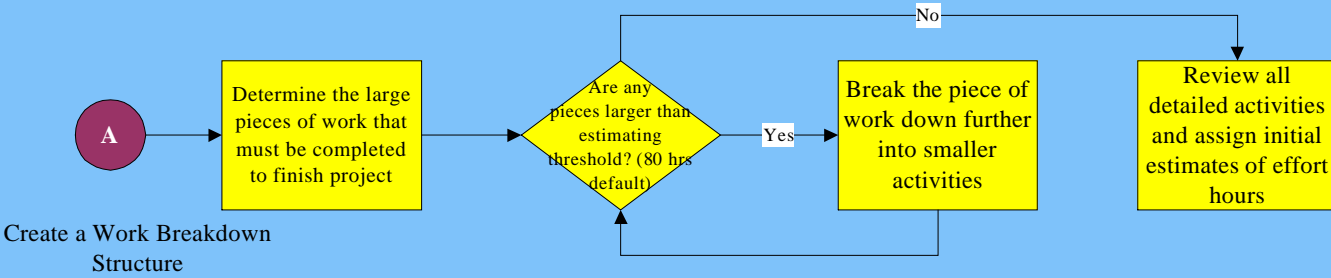 No
A
Determine the large
pieces of work that
must be completed
to finish project
Are any
pieces larger than
estimating
threshold? (80 hrs
default)
Yes
Break the piece of
work down further
into smaller
activities
Review all
detailed activities
and assign initial
estimates of effort
hours
Create a Work Breakdown
Structure